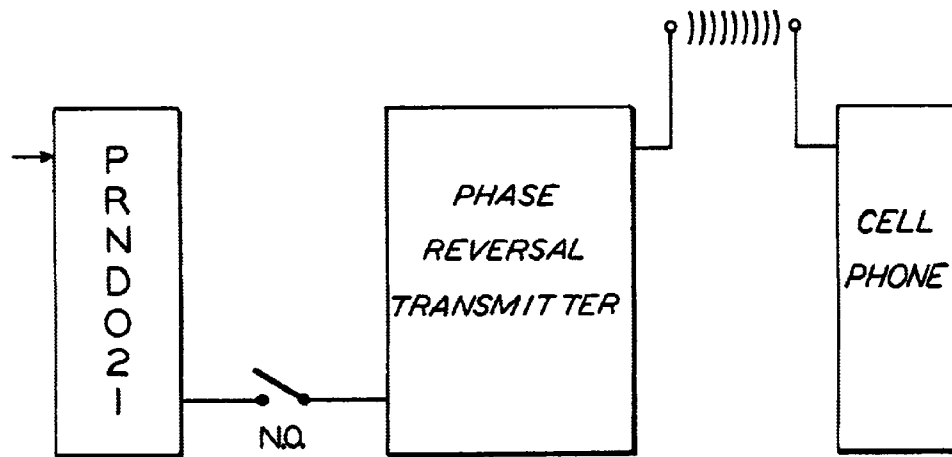 P
R
N
D
O
2
1
N.O.
PHASE
REVERSAL
TRANSMITTER
CELL
PHONE